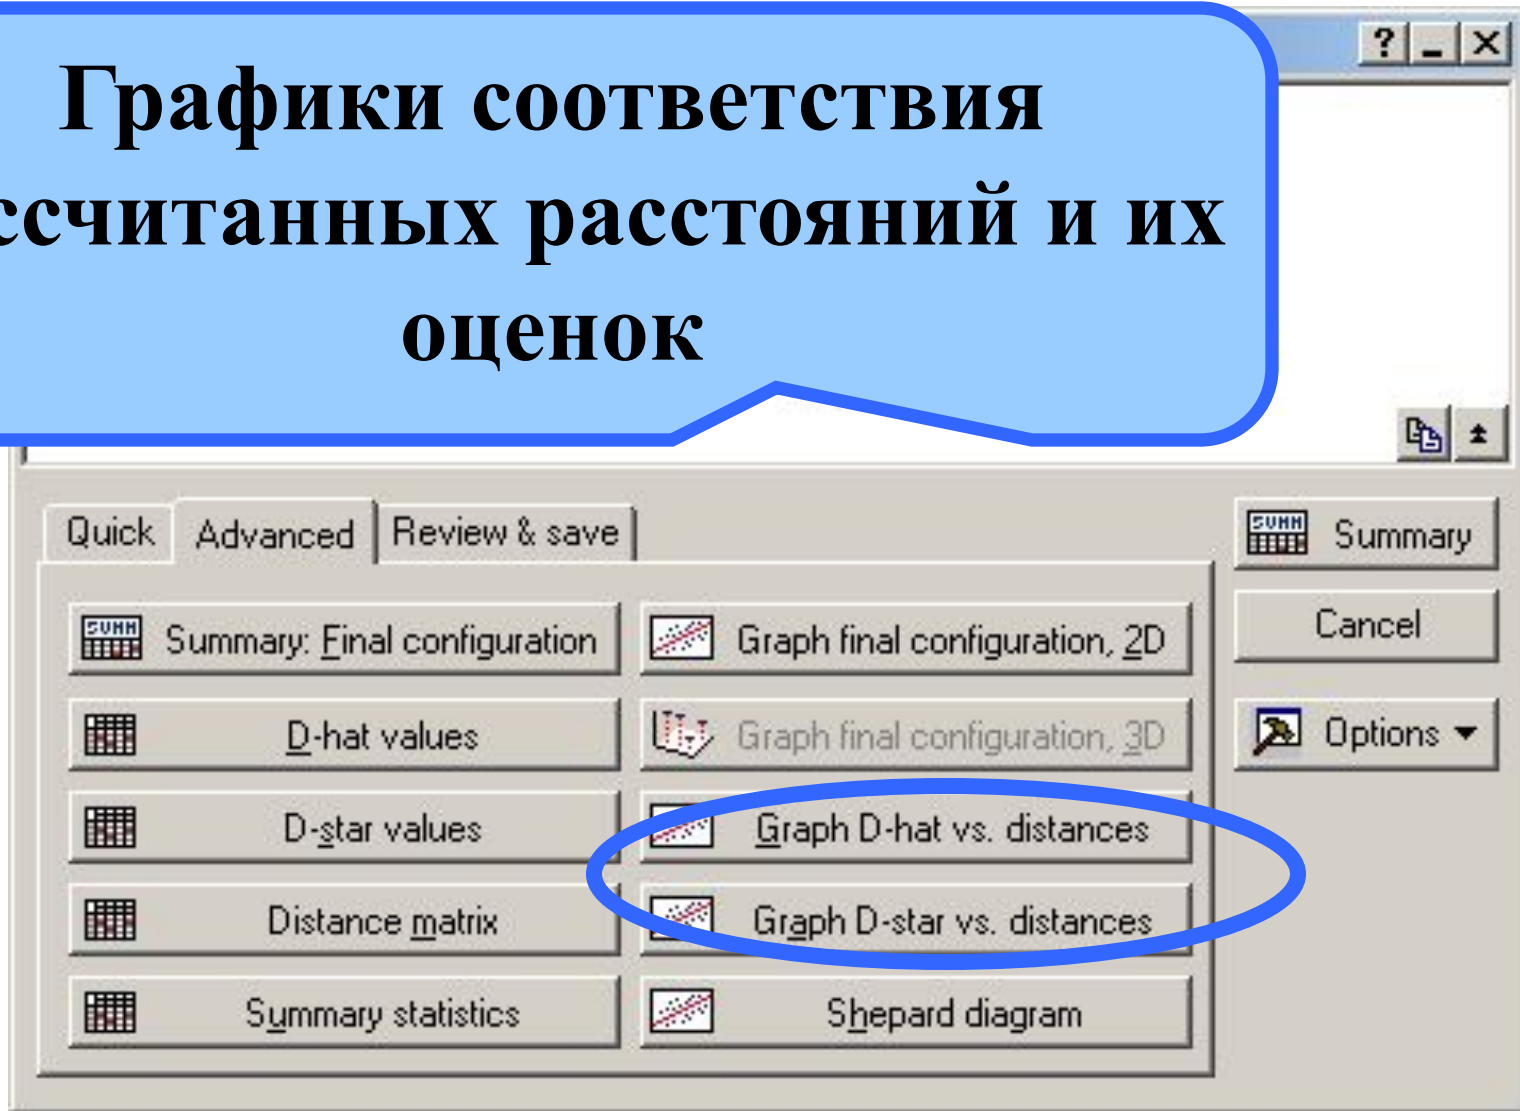 Графики соответствия
ссчитанных расстояний и их
оценок
Quick Advanced Review & save
Summary
Cancel
Options
SUMM Summary: Final configuration
Graph final configuration, 2D
D-hat values
Graph final configuration, 3D
D-star values
Graph D-hat vs. distances
Distance matrix
Graph D-star vs. distances
Summary statistics
Shepard diagram